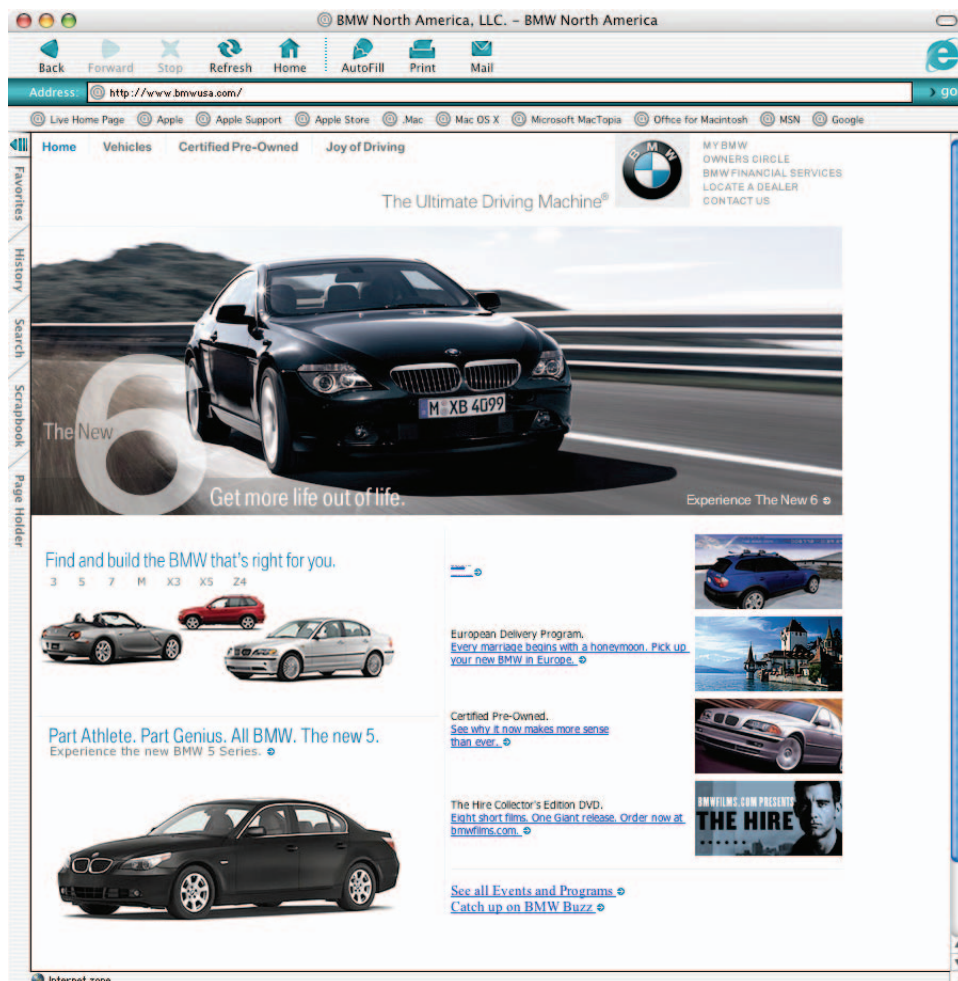 BMW North America, LLC. – BMW North America
Back Forward Stop Refresh Home AutoFill Print Mail
Address: http://www.bmwusa.com/ go
Live Home Page Apple Apple Support Apple Store .Mac Mac OS X Microsoft MacTopia Office for Macintosh MSN Google
Favorites
History
Search
Scrapbook
Page Holder
Home Vehicles Certified Pre-Owned Joy of Driving
The Ultimate Driving Machine®
BMW
MY BMW
OWNERS CIRCLE
BMW FINANCIAL SERVICES
LOCATE A DEALER
CONTACT US
M XB 4099
The New 6
Get more life out of life.
Experience The New 6
Find and build the BMW that's right for you.
3 5 7 M X3 X5 Z4
Part Athlete. Part Genius. All BMW. The new 5.
Experience the new BMW 5 Series.
European Delivery Program.
Every marriage begins with a honeymoon. Pick up
your new BMW in Europe.
Certified Pre-Owned.
See why it now makes more sense
than ever.
The Hire Collector's Edition DVD.
Eight short films. One Giant release. Order now at
bmwfilms.com.
BMWFILMS.COM PRESENTS
THE HIRE
See all Events and Programs
Catch up on BMW Buzz
Internet zone